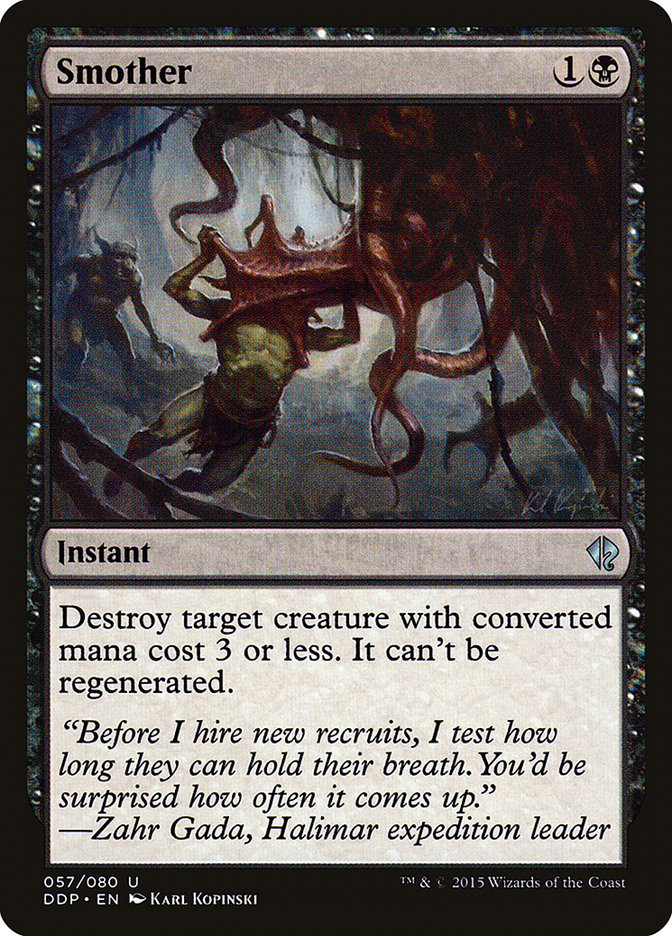 Smother 1
Instant
Destroy target creature with converted
mana cost 3 or less. It can't be
regenerated.
“Before I hire new recruits, I test how
long they can hold their breath. You'd be
surprised how often it comes up.”
—Zahr Gada, Halimar expedition leader
057/080 U
DDP • EN Karl Kopinski
™ & © 2015 Wizards of the Coast